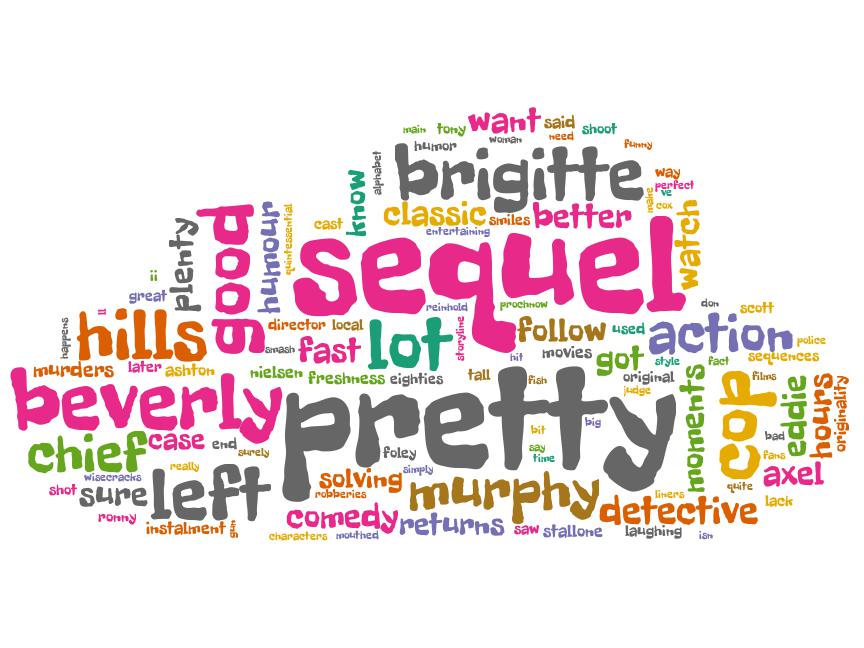 main
tony
want
said
shoot
humor
woman
need
funny
alphabet
brigitte
way
perfect
ve
know
classic
smiles
better
make
cox
cast
entertaining
watch
plenty
good
humour
quintessential
sequel
ii
great
reinhold
prochnow
don
scott
happens
ii
hills
director
local
lot
storyline
follow
used
action
police
smash
fast
hit
movies
got
style
fact
sequences
murders
later
ashton
nielsen
freshness
eighties
tall
fish
original
judge
films
beverly
pretty
moments
cop
eddie
hours
originality
chief
case
end
surely
foley
bit
big
say
time
bad
fans
really
simply
wisecracks
solving
robberies
quite
axel
shot
sure
left
murphy
liners
lack
ronny
instalment
gun
comedy
returns
saw
stallone
detective
laughing
characters
mouthed
isn